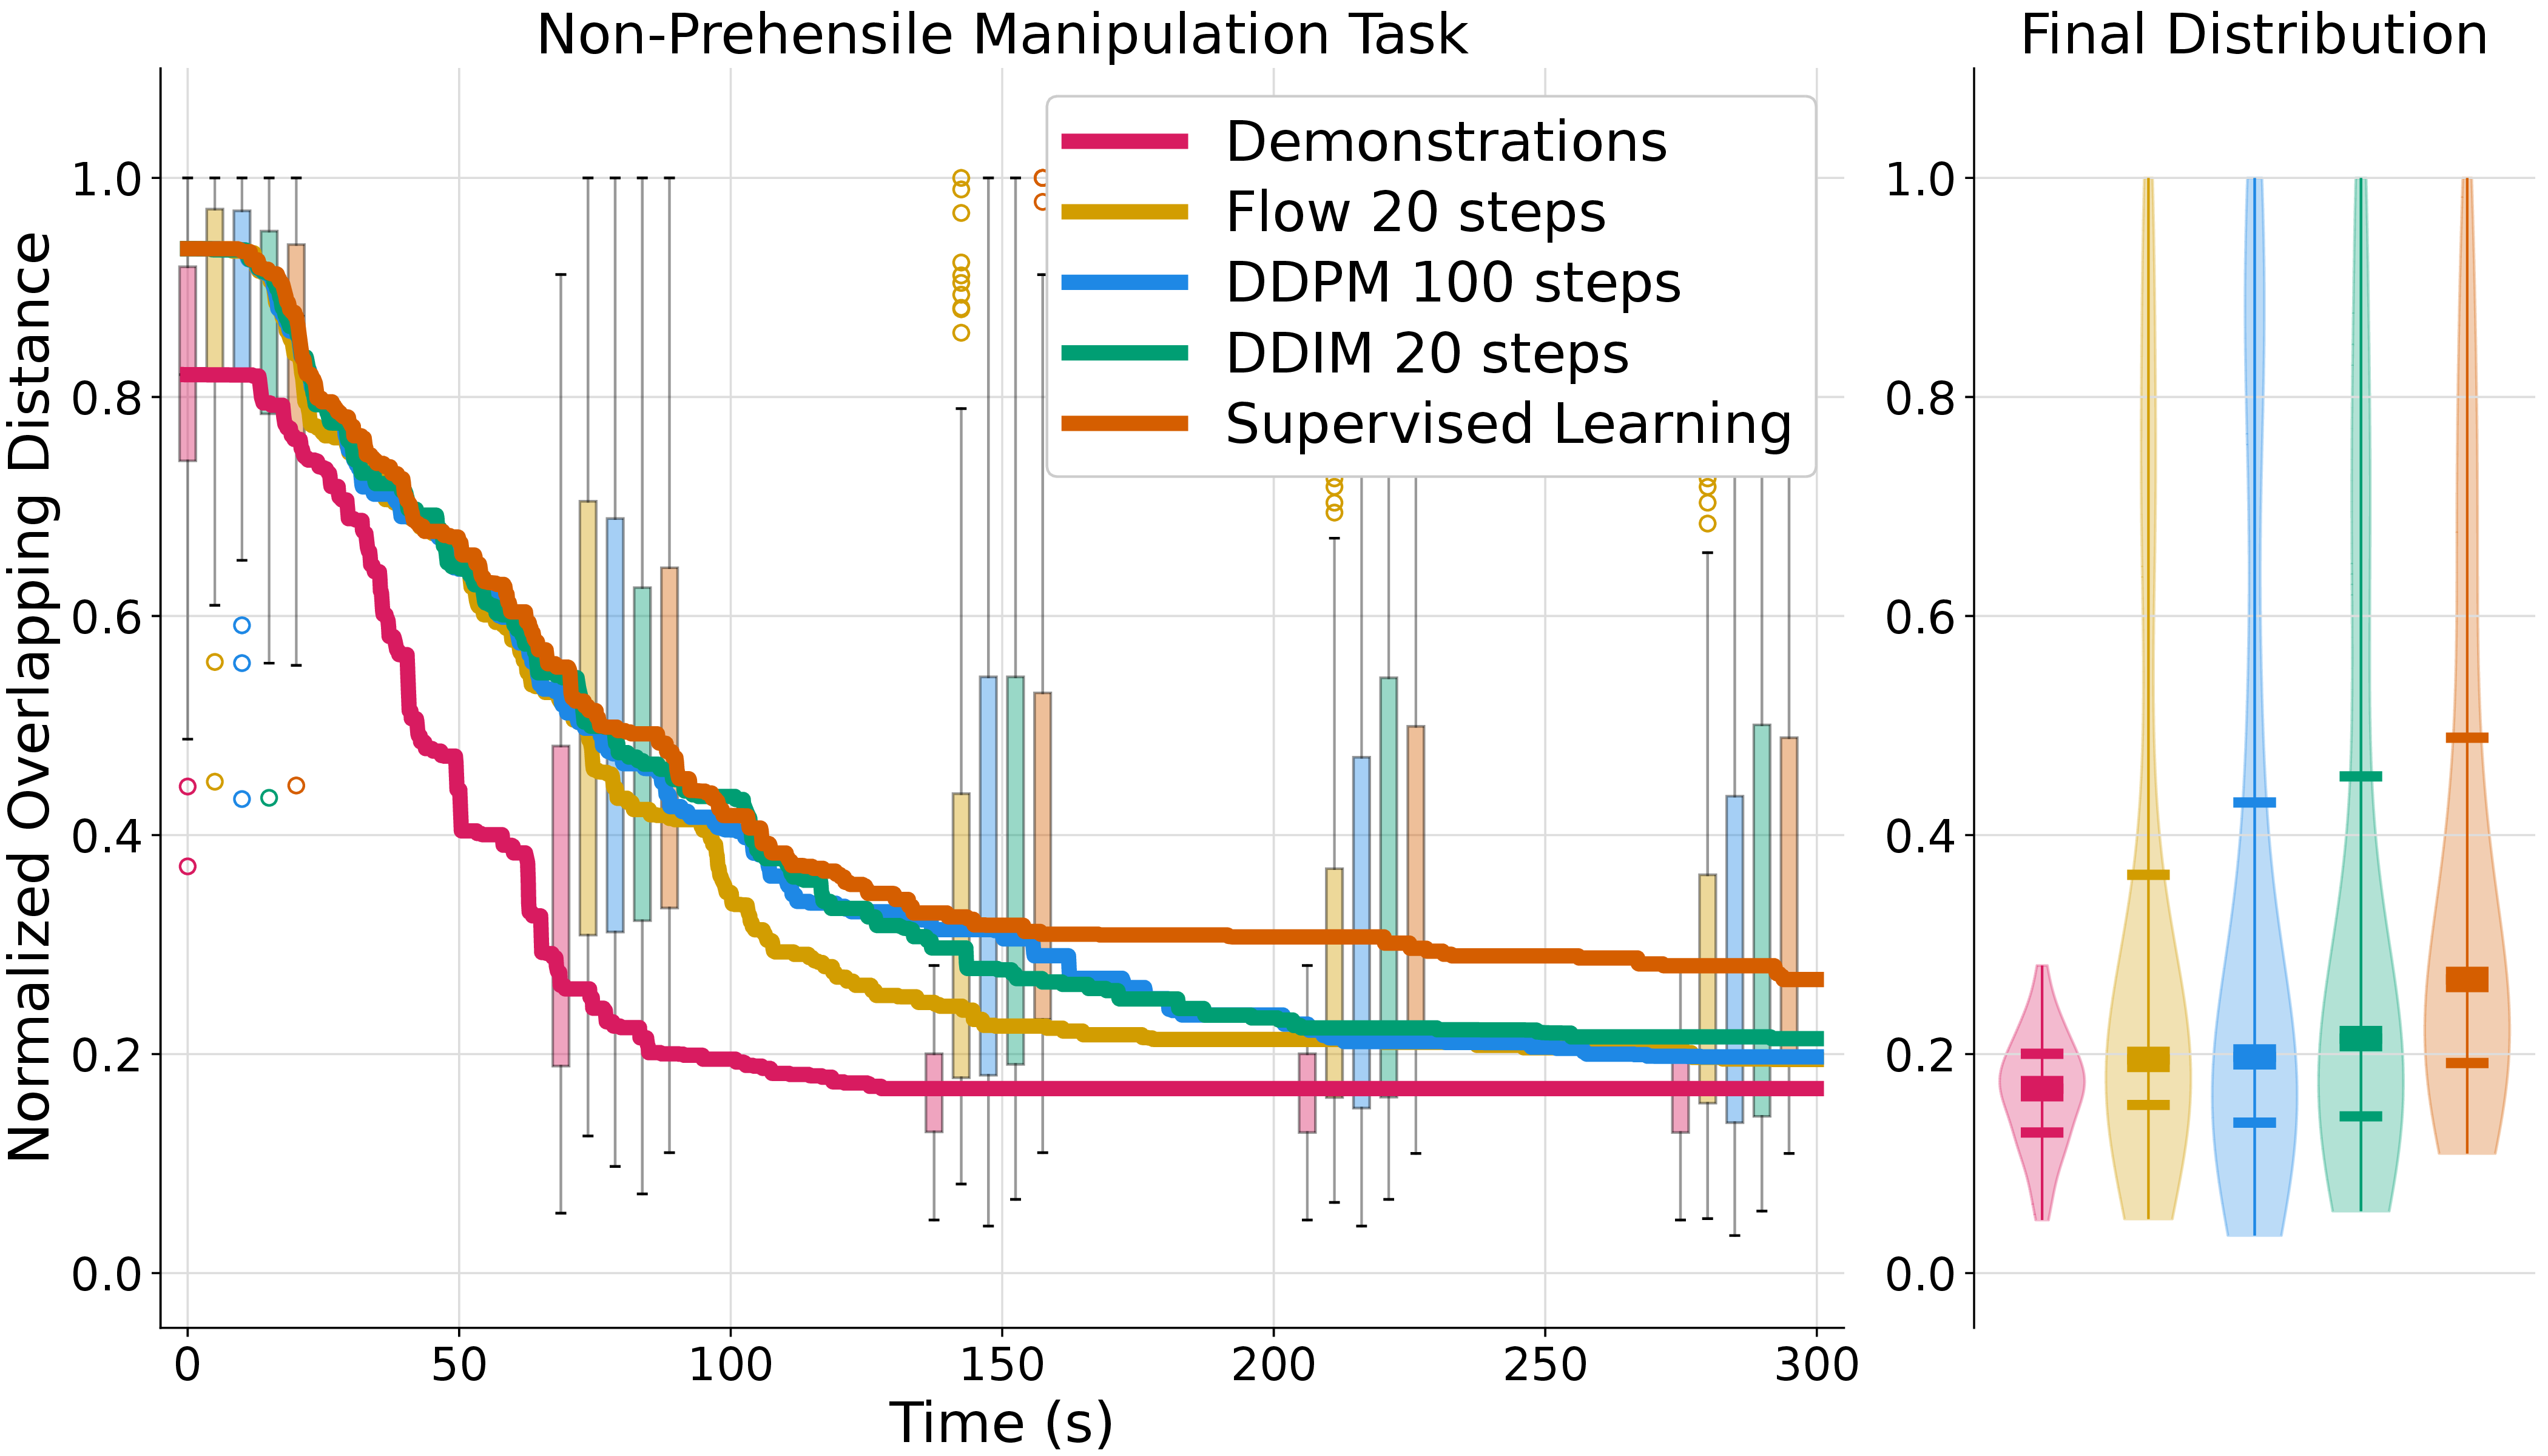 Non-Prehensile Manipulation Task
Final Distribution
Normalized Overlapping Distance
1.0
0.8
0.6
0.4
0.2
0.0
Demonstrations
Flow 20 steps
DDPM 100 steps
DDIM 20 steps
Supervised Learning
0 50 100 150 200 250 300
Time (s)
1.0
0.8
0.6
0.4
0.2
0.0